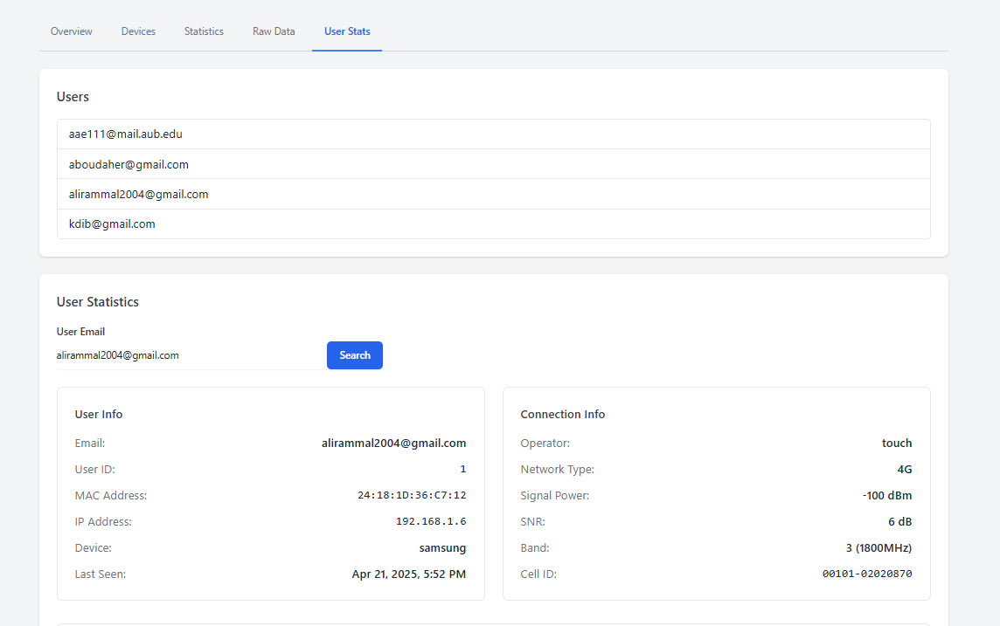 Overview Devices Statistics Raw Data User Stats
Users
aae111@mail.aub.edu
aboudaher@gmail.com
alirammal2004@gmail.com
kdib@gmail.com
User Statistics
User Email
alirammal2004@gmail.com Search
User Info
Email: alirammal2004@gmail.com
User ID: 1
MAC Address: 24:18:1D:36:C7:12
IP Address: 192.168.1.6
Device: samsung
Last Seen: Apr 21, 2025, 5:52 PM
Connection Info
Operator: touch
Network Type: 4G
Signal Power: -100 dBm
SNR: 6 dB
Band: 3 (1800MHz)
Cell ID: 00101-02020870